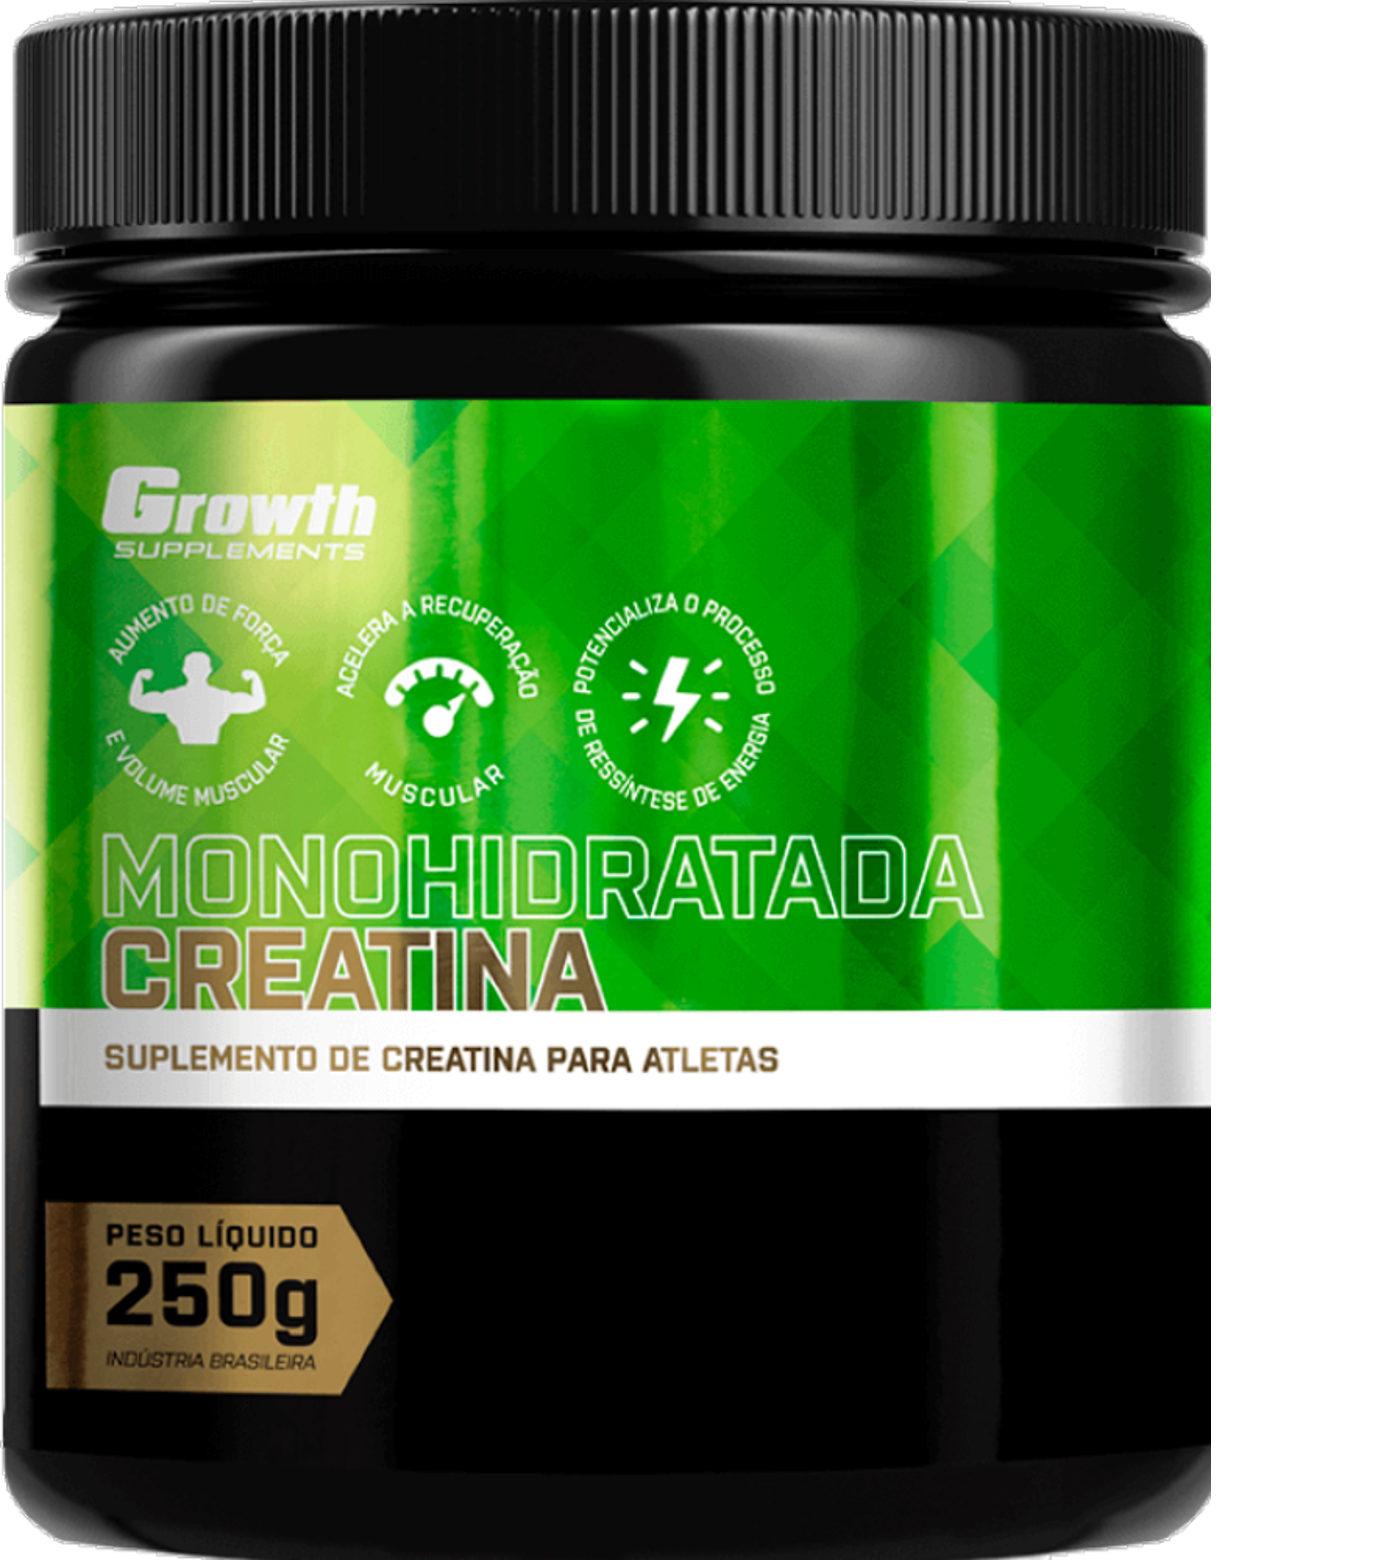 Growth
SUPPLEMENTS
AUMENTO DE FORÇA
E VOLUME MUSCULAR
ACELERA A RECUPERAÇÃO
MUSCULAR
POTENCIALIZA O PROCESSO
DE RESSÍNTESE DE ENERGIA
MONOHIDRATADA
CREATINA
SUPLEMENTO DE CREATINA PARA ATLETAS
PESO LÍQUIDO
250g
INDÚSTRIA BRASILEIRA